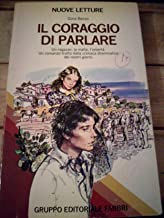 NUOVE LETTURE
Gina Basso
IL CORAGGIO
DI PARLARE
Un ragazzo, la mafia, l'omertà
Un romanzo tratto dalla cronaca drammatica
dei nostri giorni
GRUPPO EDITORIALE FABBRI